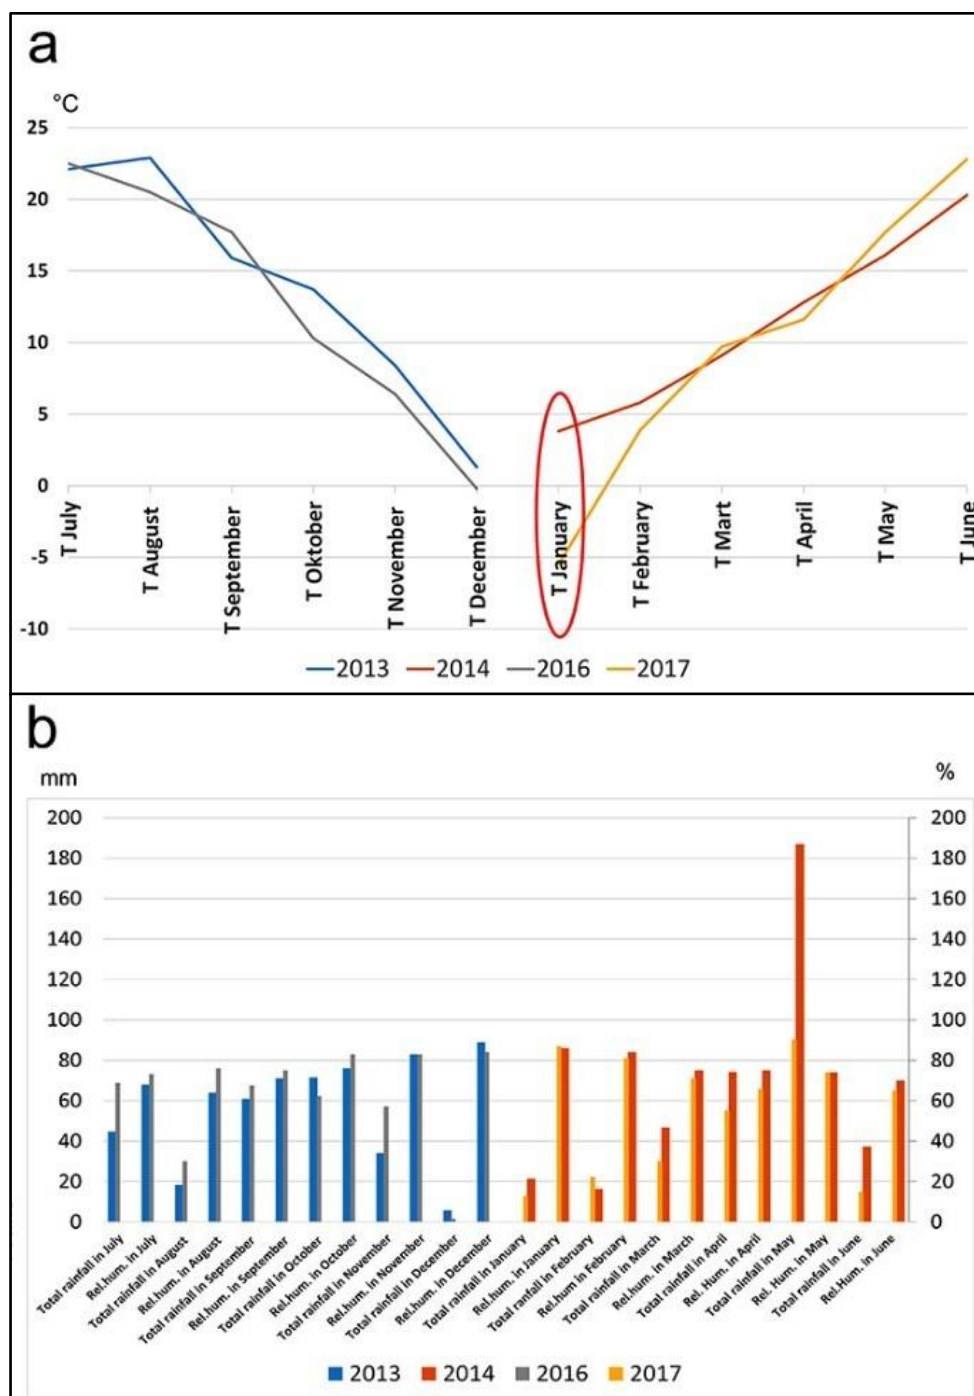 a
°C
25
20
15
10
5
0
-5
-10
T July
T August
T September
T Oktober
T November
T December
T January
T February
T Mart
T April
T May
T June
2013 2014 2016 2017
b
mm %
200 200
180 180
160 160
140 140
120 120
100 100
80 80
60 60
40 40
20 20
0 0
Total rainfall in July
Rel.hum. in July
Total rainfall in August
Rel.hum. in August
Total rainfall in September
Rel.hum. in September
Total rainfall in October
Rel.hum. in October
Total rainfall in November
Rel.hum. in November
Total rainfall in December
Rel.hum. in December
Total rainfall in January
Rel.hum. in January
Total ranfall in February
Rel.hum in February
Total rainfall in March
Rel.hum. in March
Total rainfall in April
Rel. Hum. in April
Total rainfall in May
Rel. Hum. in May
Total rainfall in June
Rel.Hum. in June
2013 2014 2016 2017